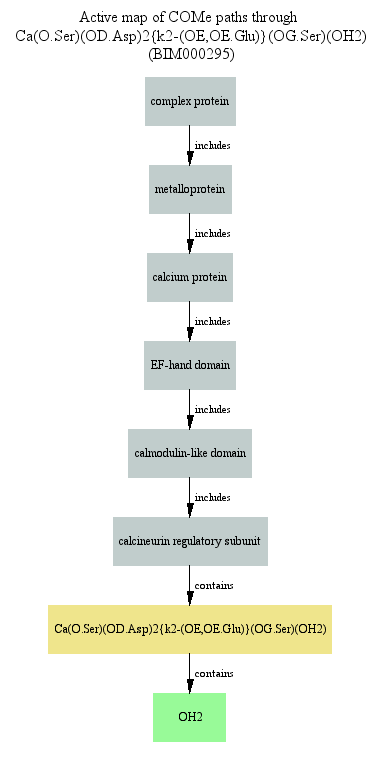 Active map of COMe paths through
Ca(O.Ser)(OD.Asp)2{k2-(OE,OE.Glu)}(OG.Ser)(OH2)
(BIM000295)
complex protein
includes
metalloprotein
includes
calcium protein
includes
EF-hand domain
includes
calmodulin-like domain
includes
calcineurin regulatory subunit
contains
Ca(O.Ser)(OD.Asp)2{k2-(OE,OE.Glu)}(OG.Ser)(OH2)
contains
OH2